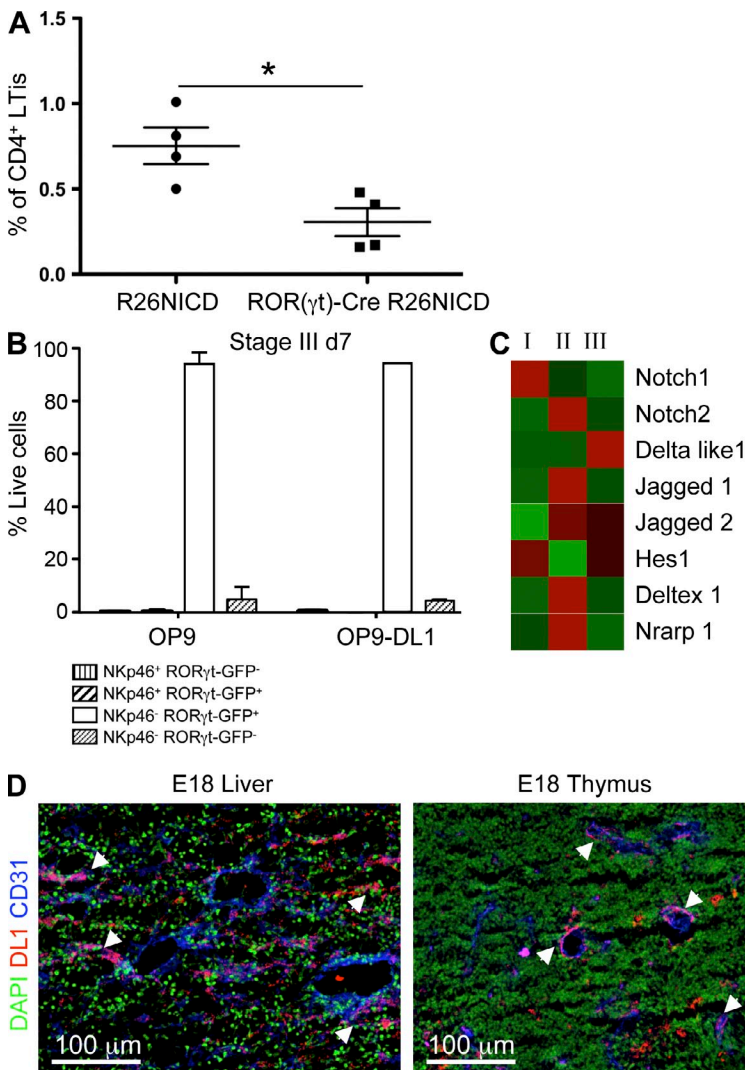 A
% of CD4+ LTis
1.5
1.0
0.5
0.0
*
R26NICD
ROR(γt)-Cre R26NICD
B
Stage III d7
% Live cells
100
80
60
40
20
0
OP9
OP9-DL1
NKp46+ RORγt-GFP-
NKp46+ RORγt-GFP+
NKp46- RORγt-GFP+
NKp46- RORγt-GFP-
C
I II III
Notch1
Notch2
Delta like1
Jagged 1
Jagged 2
Hes1
Deltex 1
Nrarp 1
D
E18 Liver
E18 Thymus
DAPI DL1 CD31
100 µm
100 µm